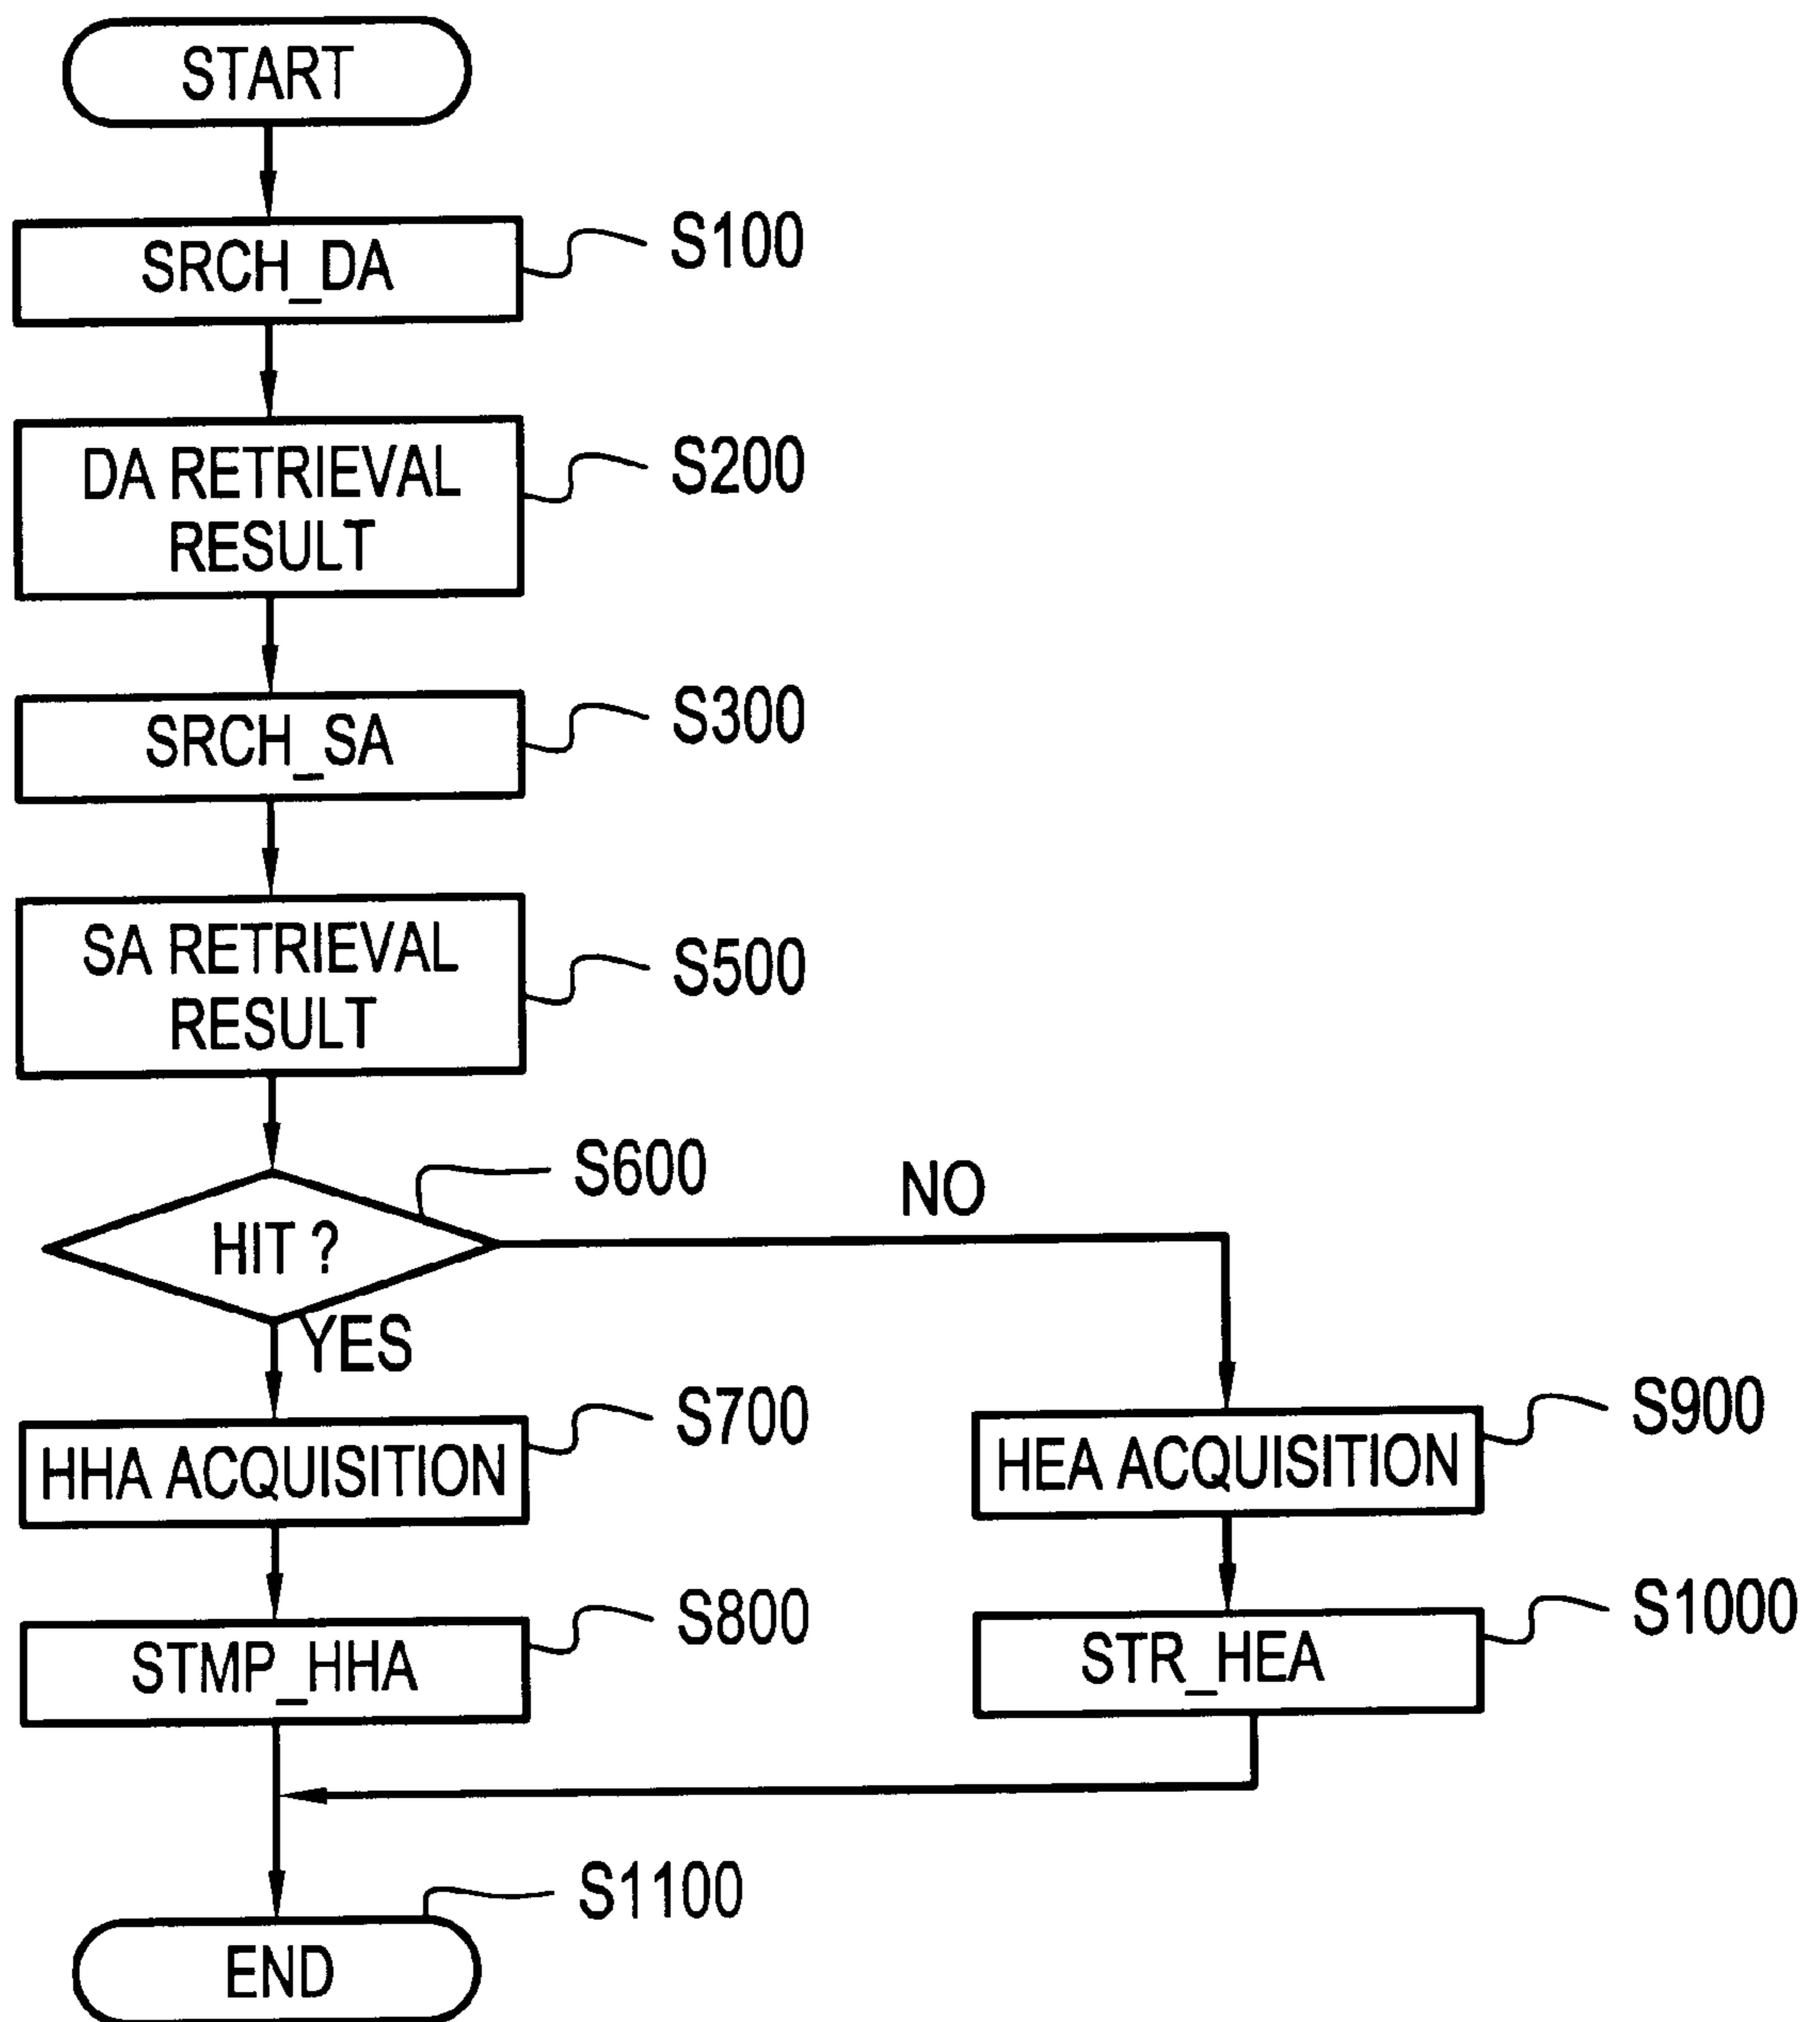 START
SRCH_DA
S100
DA RETRIEVAL
RESULT
S200
SRCH_SA
S300
SA RETRIEVAL
RESULT
S500
HIT ?
S600
NO
YES
HHA ACQUISITION
S700
HEA ACQUISITION
S900
STMP_HHA
S800
STR_HEA
S1000
S1100
END